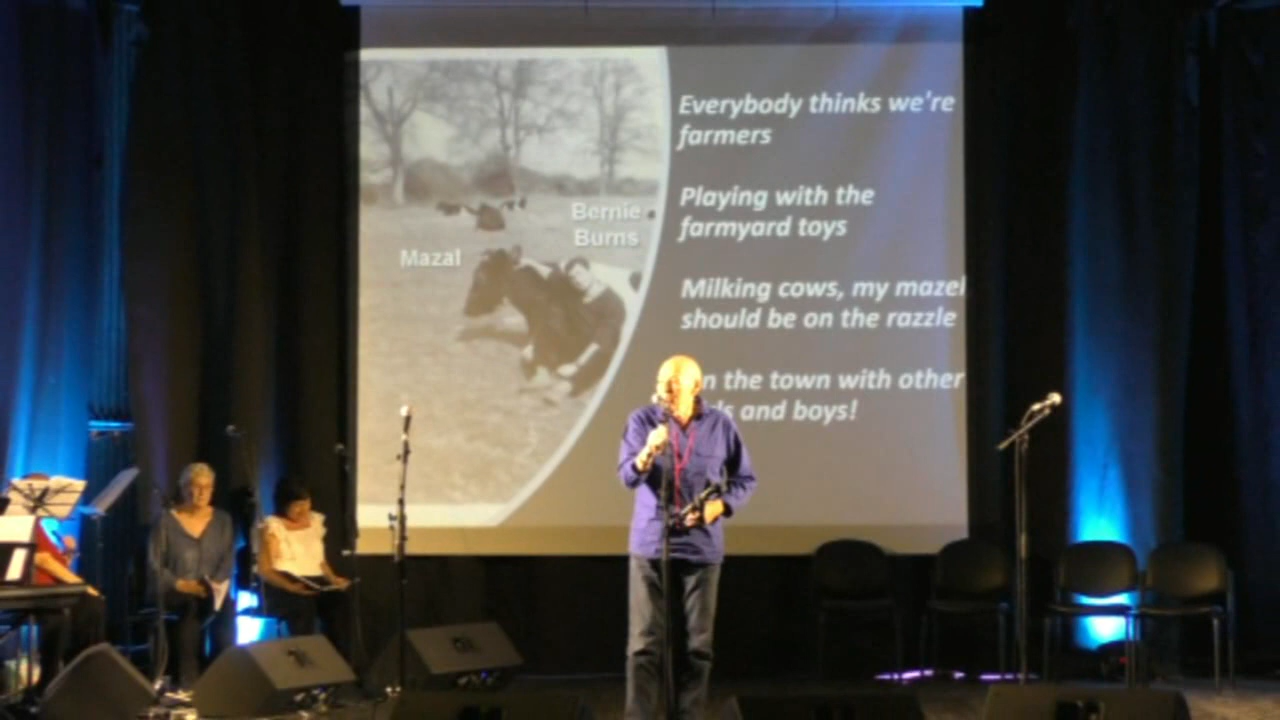 Everybody thinks we're
farmers
Playing with the
farmyard toys
Milking cows, my mazel
should be on the razzle
n the town with other
and boys!
Bernie
Burns
Mazal